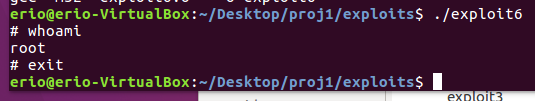 erio@erio-VirtualBox:~/Desktop/proj1/exploits$ ./exploit6
# whoami
root
# exit
erio@erio-VirtualBox:~/Desktop/proj1/exploits$
exploit3